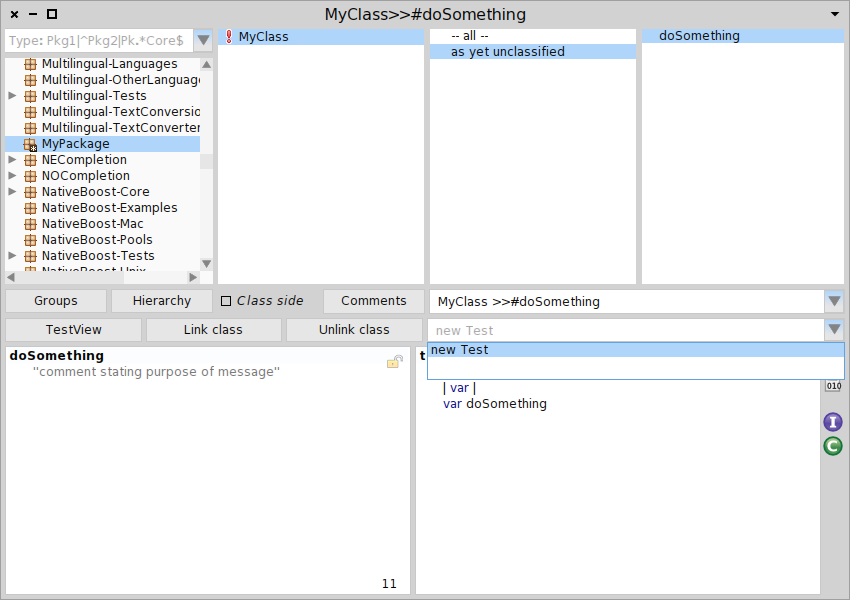 MyClass>>#doSomething
Type: Pkg1|^Pkg2|Pk.*Core$
Multilingual-Languages
Multilingual-OtherLanguage
Multilingual-Tests
Multilingual-TextConversio
Multilingual-TextConverter
MyPackage
NECompletion
NOCompletion
NativeBoost-Core
NativeBoost-Examples
NativeBoost-Mac
NativeBoost-Pools
NativeBoost-Tests
NativeBoost-Unix
MyClass
-- all --
as yet unclassified
doSomething
Groups
Hierarchy
Class side
Comments
MyClass >>#doSomething
TestView
Link class
Unlink class
new Test
new Test
doSomething
"comment stating purpose of message"
11
t
| var |
var doSomething
010
I
C